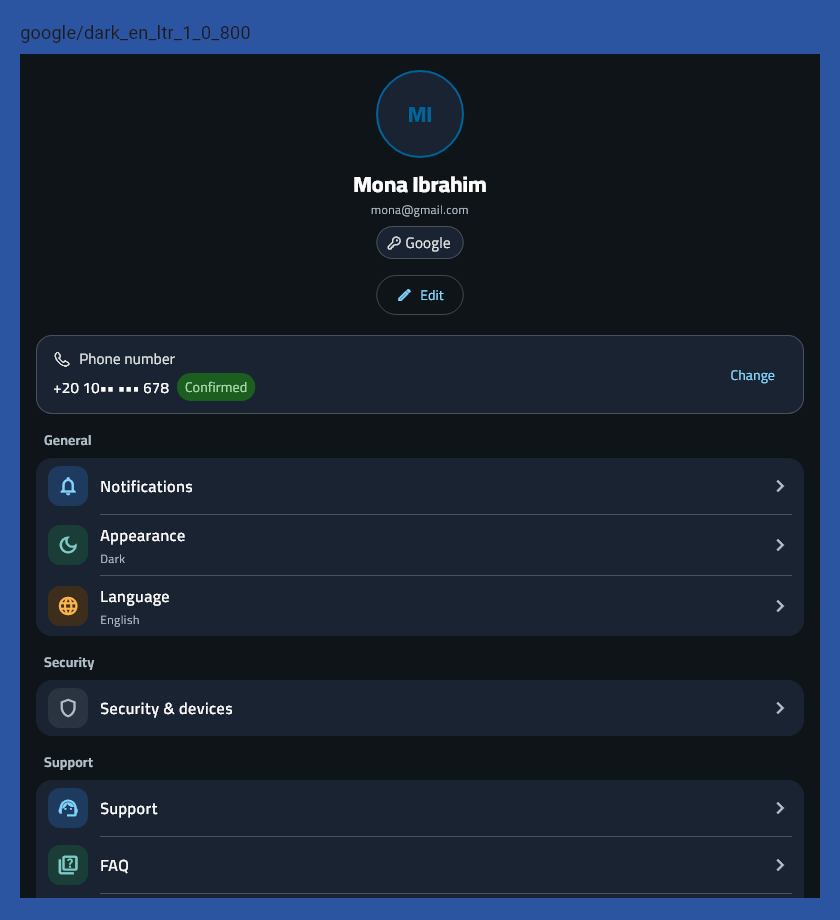 google/dark_en_ltr_1_0_800
MI
Mona Ibrahim
mona@gmail.com
Google
Edit
Phone number
+20 10•• ••• 678 Confirmed
Change
General
Notifications
Appearance
Dark
Language
English
Security
Security & devices
Support
Support
FAQ